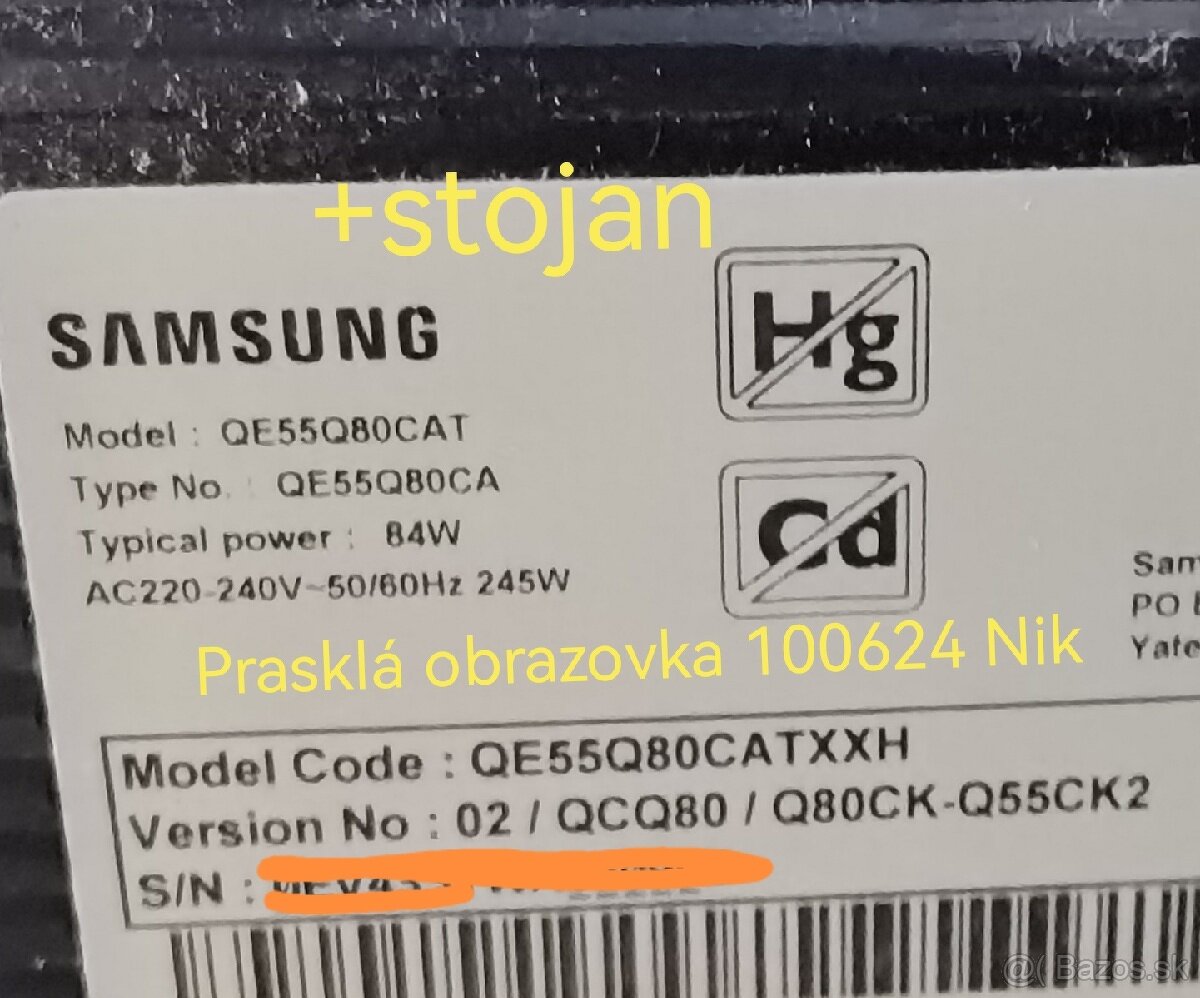 +stojan
SAMSUNG
Hg
Model : QE55Q80CAT
Type No. : QE55Q80CA
Cd
Typical power : 84W
AC220-240V~50/60Hz 245W
Sam
PO
Yate
Prasklá obrazovka 100624 Nik
Model Code : QE55Q80CATXXH
Version No : 02 / QCQ80 / Q80CK-Q55CK2
S/N :
@( Bazos.sk